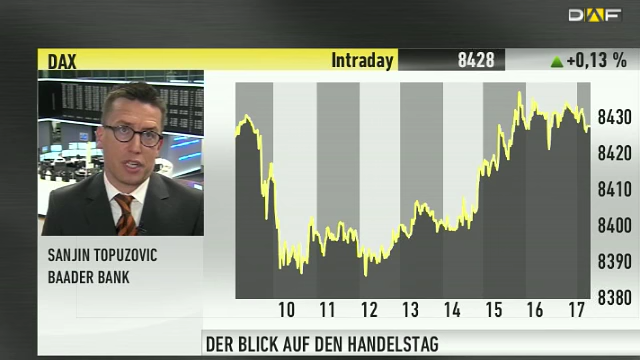 DAF
DAX Intraday 8428 +0,13 %
8430
8420
8410
8400
8390
8380
10 11 12 13 14 15 16 17
SANJIN TOPUZOVIC
BAADER BANK
DER BLICK AUF DEN HANDELSTAG